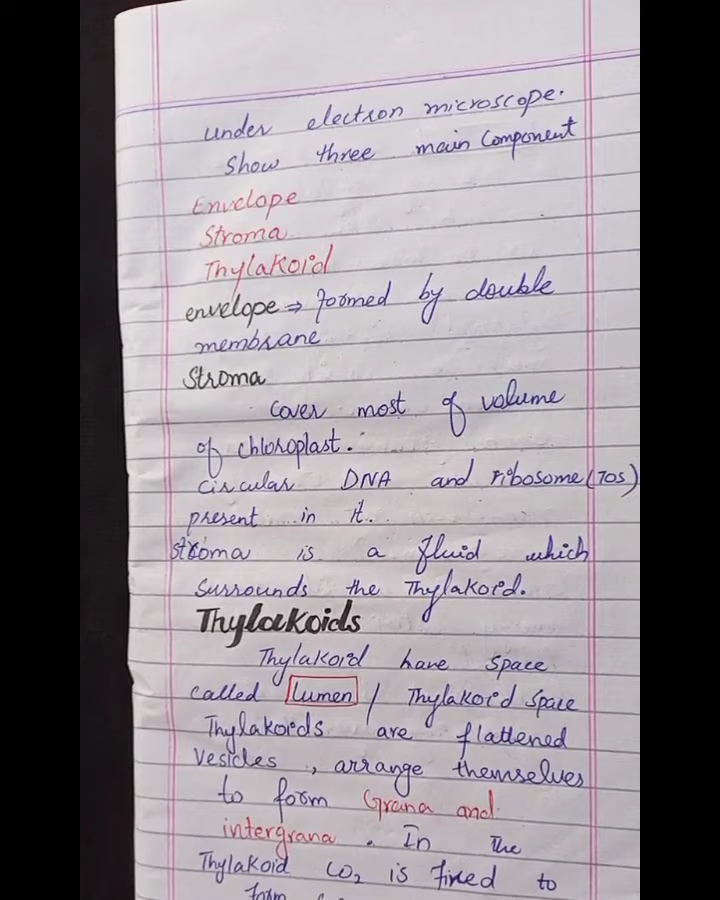 under electron microscope.
Show three main Component
Envelope
Stroma
Thylakoid
envelope ⇒ formed by double
membrane
Stroma
Cover most of volume
of chloroplast.
circular DNA and ribosome (70s)
present in it.
stroma is a fluid which
surrounds the Thylakoid.
Thylakoids
Thylakoid have space
called lumen / Thylakoid space
Thylakoids are flattened
vesicles, arrange themselves
to form Grana and
intergrana. In the
Thylakoid CO2 is fixed to
form